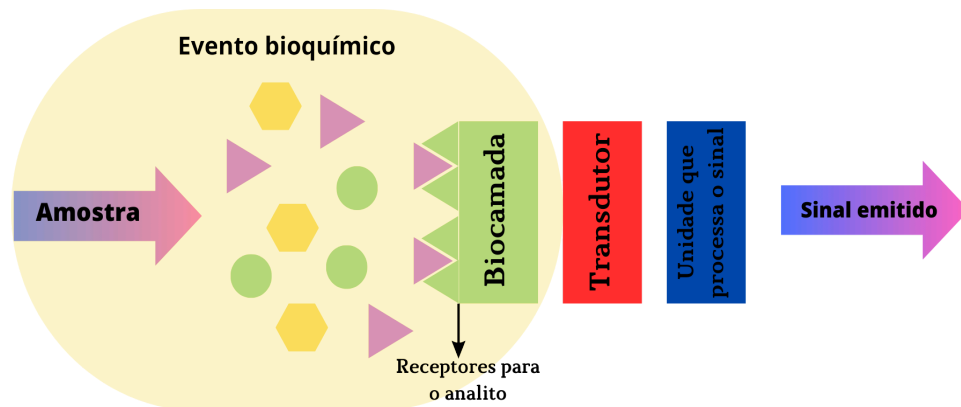 Evento bioquímico
Amostra
Biocamada
Transdutor
Unidade que
processa o sinal
Sinal emitido
Receptores para
o analito